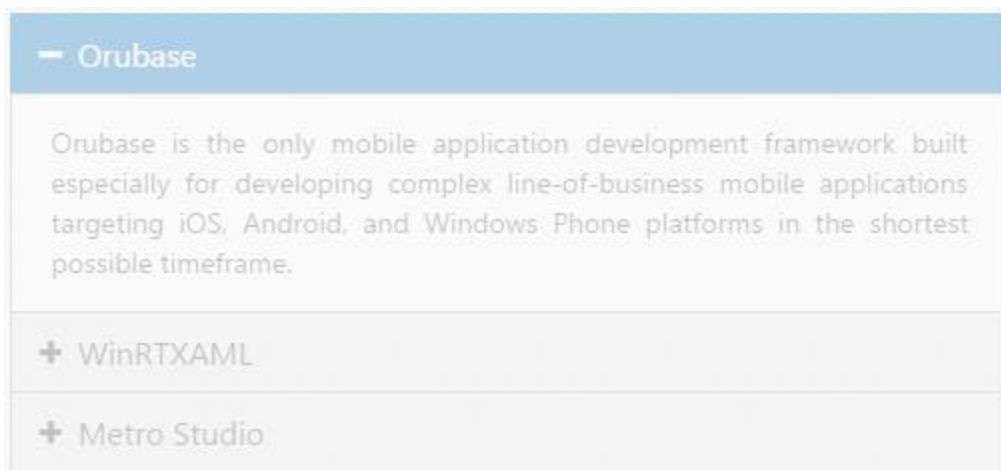 Orubase
Orubase is the only mobile application development framework built
especially for developing complex line-of-business mobile applications
targeting iOS, Android, and Windows Phone platforms in the shortest
possible timeframe.
WinRTXAML
Metro Studio